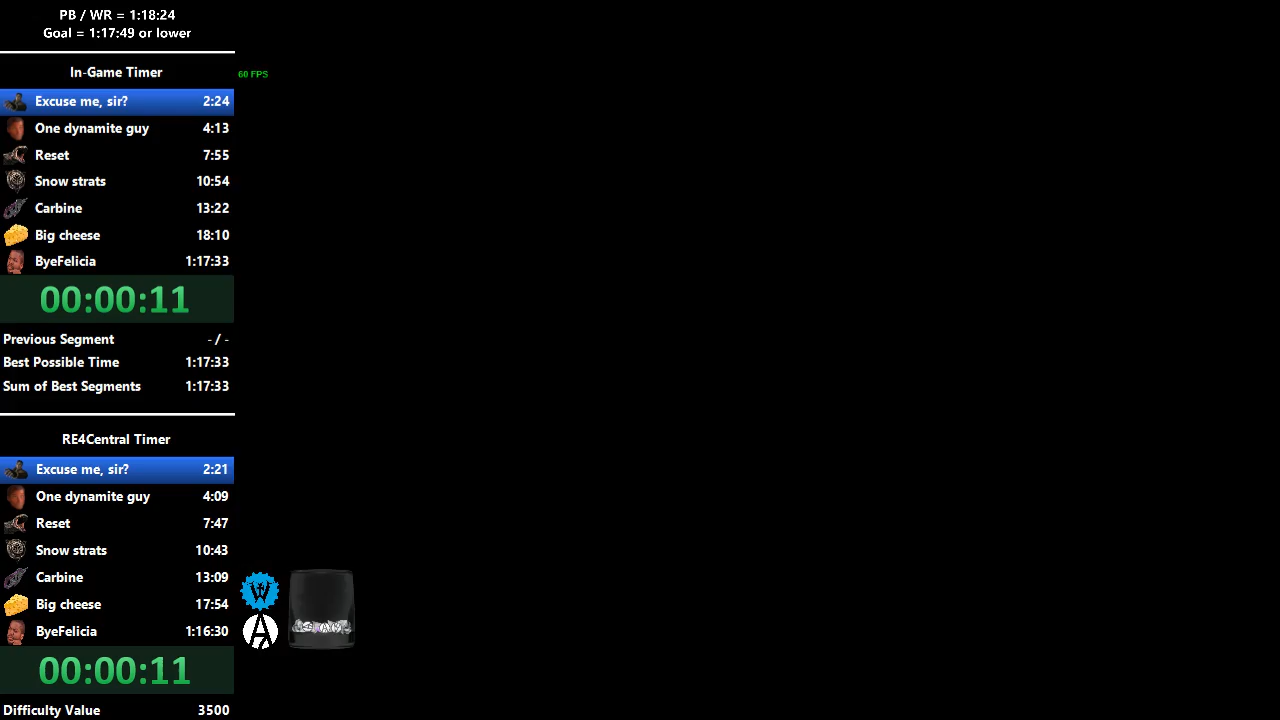 PB / WR = 1:18:24
Goal = 1:17:49 or lower
In-Game Timer
60 FPS
Excuse me, sir? 2:24
One dynamite guy 4:13
Reset 7:55
Snow strats 10:54
Carbine 13:22
Big cheese 18:10
ByeFelicia 1:17:33
00:00:11
Previous Segment - / -
Best Possible Time 1:17:33
Sum of Best Segments 1:17:33
RE4Central Timer
Excuse me, sir? 2:21
One dynamite guy 4:09
Reset 7:47
Snow strats 10:43
Carbine 13:09
Big cheese 17:54
ByeFelicia 1:16:30
00:00:11
Difficulty Value 3500